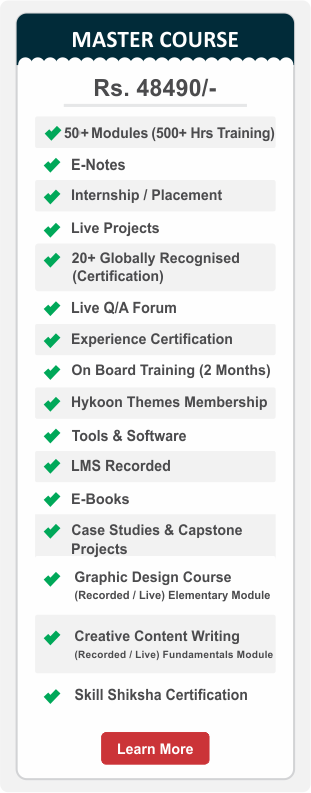 MASTER COURSE
Rs. 48490/-
50+ Modules (500+ Hrs Training)
E-Notes
Internship / Placement
Live Projects
20+ Globally Recognised
(Certification)
Live Q/A Forum
Experience Certification
On Board Training (2 Months)
Hykoon Themes Membership
Tools & Software
LMS Recorded
E-Books
Case Studies & Capstone
Projects
Graphic Design Course
(Recorded / Live) Elementary Module
Creative Content Writing
(Recorded / Live) Fundamentals Module
Skill Shiksha Certification
Learn More